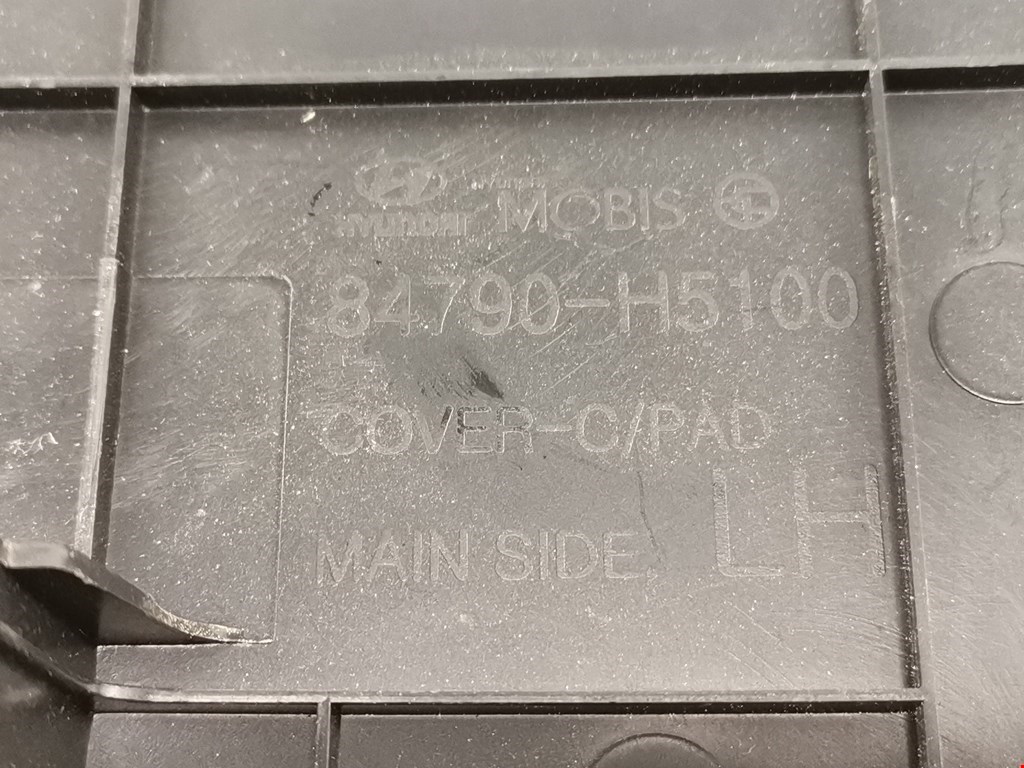 HYUNDAI MOBIS
84790-H5100
COVER-C/PAD
MAIN SIDE, LH